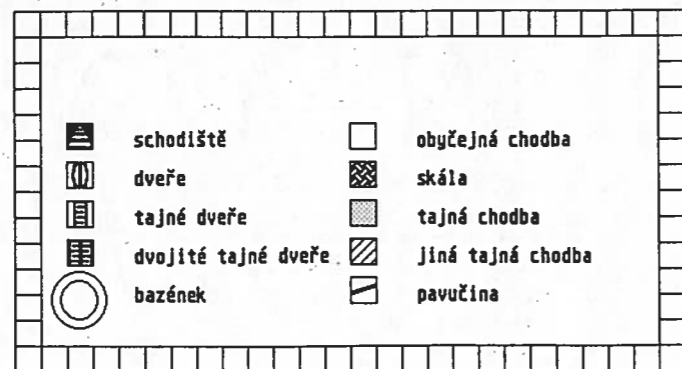 schodiště
dveře
tajné dveře
dvojité tajné dveře
bazének
obyčejná chodba
skála
tajná chodba
jiná tajná chodba
pavučina